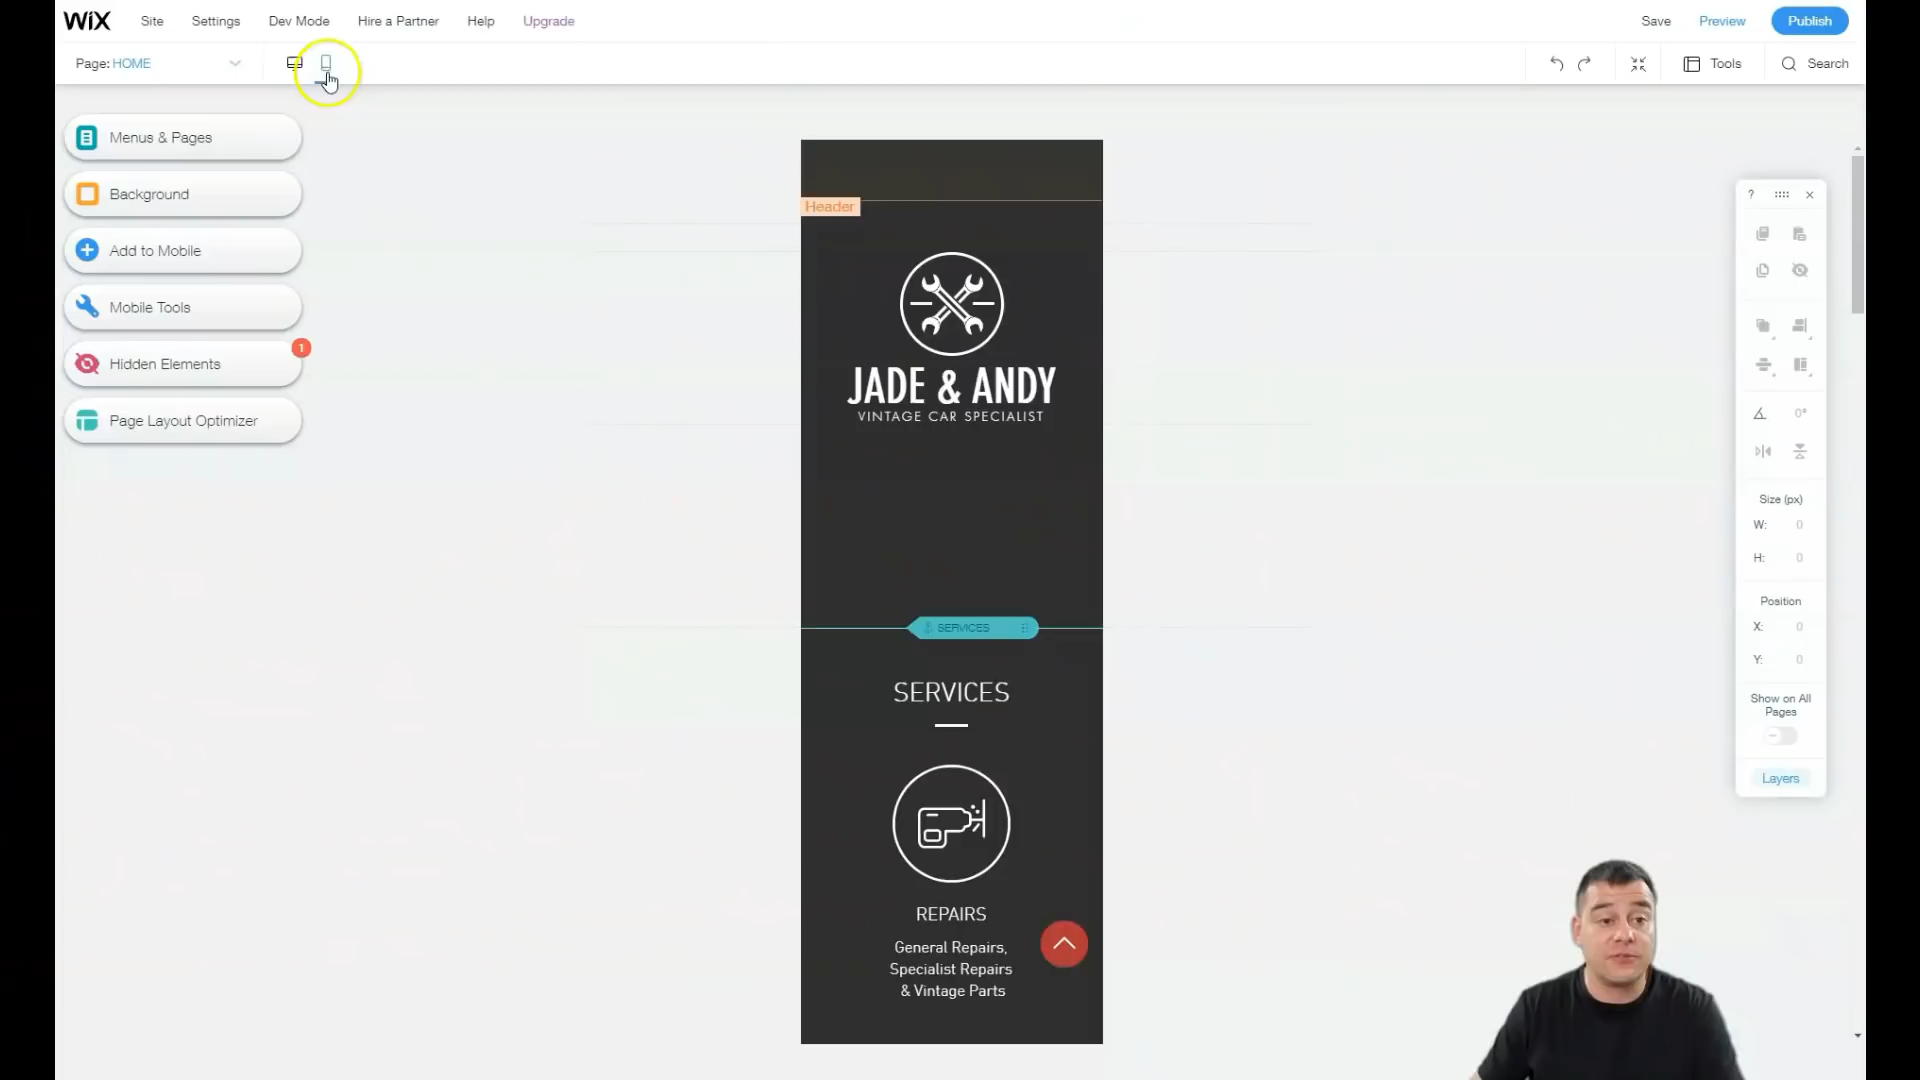 WiX Site Settings Dev Mode Hire a Partner Help Upgrade Save Preview Publish
Page: HOME Tools Search
Menus & Pages
Background
Add to Mobile
Mobile Tools
Hidden Elements 1
Page Layout Optimizer
Header
JADE & ANDY
VINTAGE CAR SPECIALIST
SERVICES
SERVICES
REPAIRS
General Repairs,
Specialist Repairs
& Vintage Parts
?
0°
Size (px)
W: 0
H: 0
Position
X: 0
Y: 0
Show on All
Pages
Layers